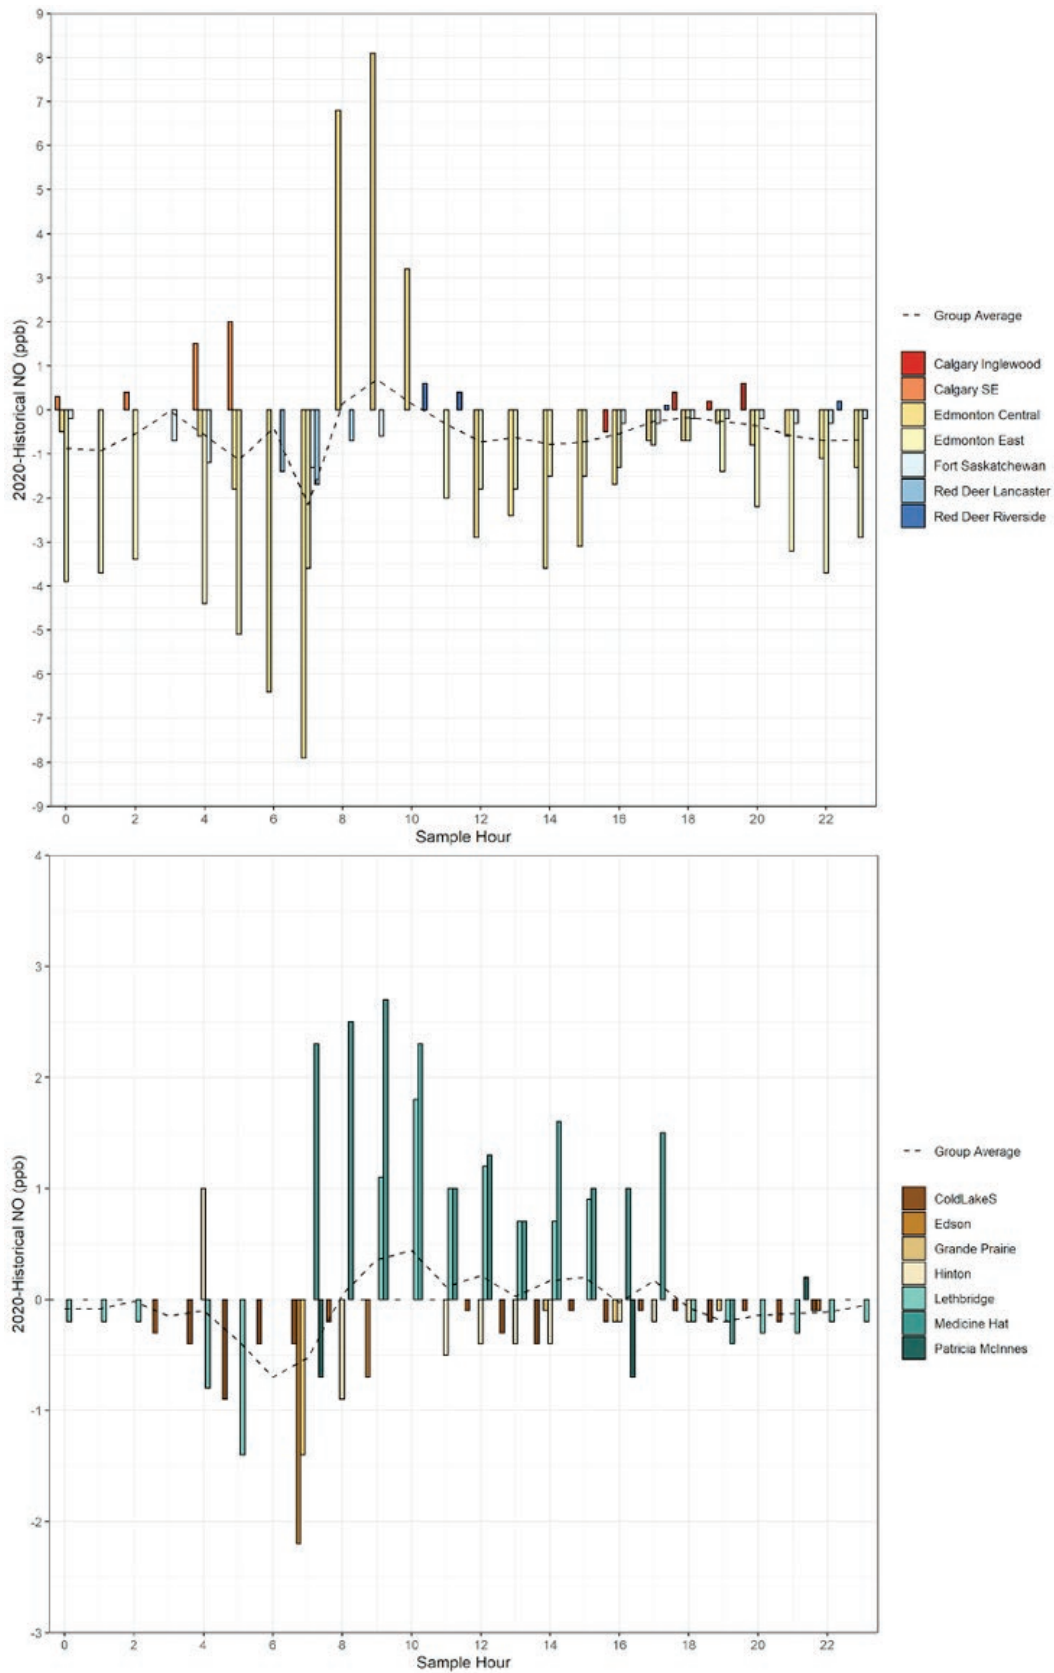 9
8
7
6
5
4
3
2
1
0
-1
-2
-3
-4
-5
-6
-7
-8
-9
2020-Historical NO (ppb)
0 2 4 6 8 10 12 14 16 18 20 22
Sample Hour
Group Average
Calgary Inglewood
Calgary SE
Edmonton Central
Edmonton East
Fort Saskatchewan
Red Deer Lancaster
Red Deer Riverside
4
3
2
1
0
-1
-2
-3
2020-Historical NO (ppb)
0 2 4 6 8 10 12 14 16 18 20 22
Sample Hour
Group Average
ColdLakeS
Edson
Grande Prairie
Hinton
Lethbridge
Medicine Hat
Patricia McInnes